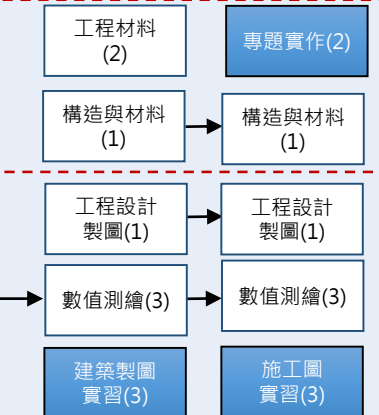 工程材料
(2)
專題實作(2)
構造與材料
(1)
構造與材料
(1)
工程設計
製圖(1)
工程設計
製圖(1)
數值測繪(3)
數值測繪(3)
建築製圖
實習(3)
施工圖
實習(3)